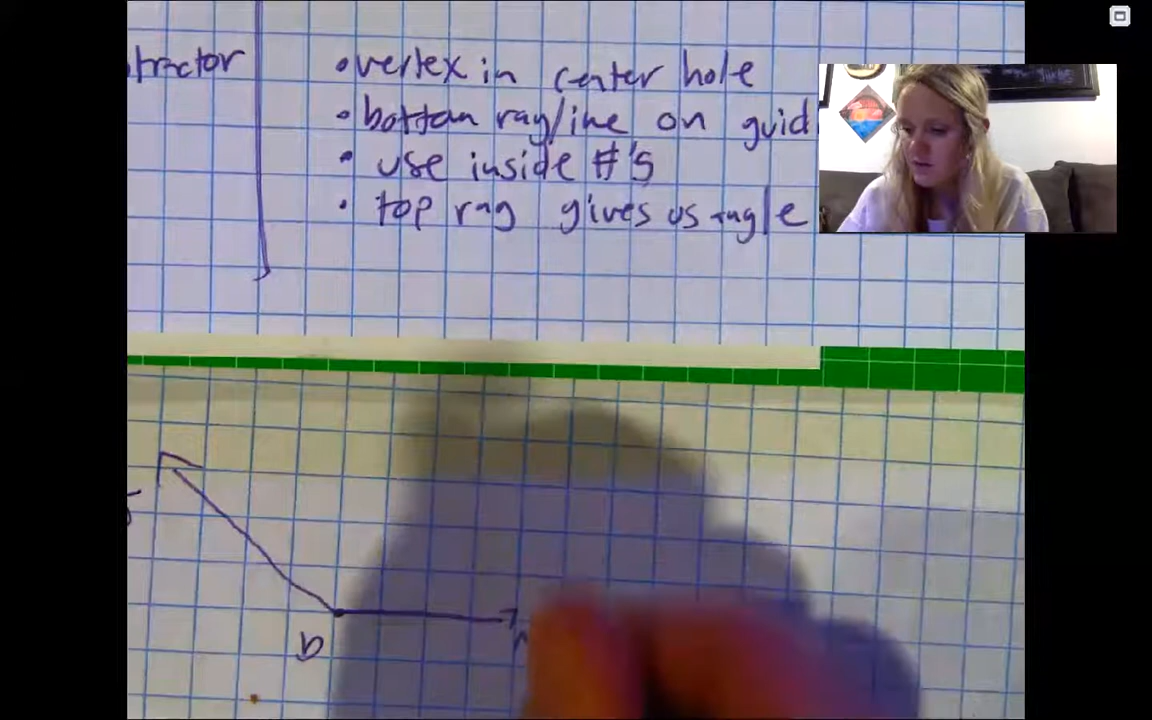 tractor
•vertex in center hole
•bottom ray/line on guid
• use inside #'s
• top ray gives us angle
b